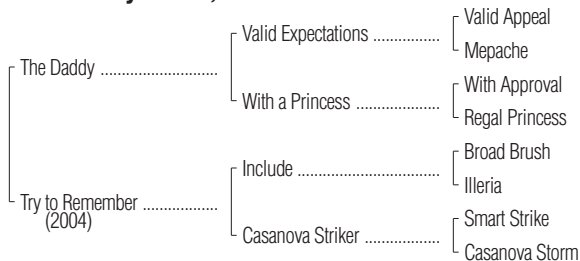 Valid Appeal
Valid Expectations ................
Mepache
The Daddy ............................
With Approval
With a Princess ....................
Regal Princess
Broad Brush
Include ..................................
Illeria
Try to Remember ..................
(2004)
Smart Strike
Casanova Striker ..................
Casanova Storm